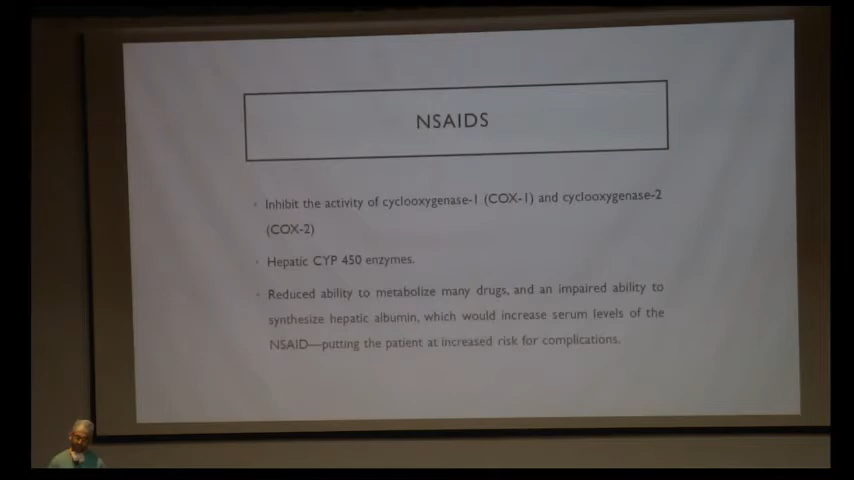 NSAIDS
• Inhibit the activity of cyclooxygenase-1 (COX-1) and cyclooxygenase-2
(COX-2)
• Hepatic CYP 450 enzymes.
• Reduced ability to metabolize many drugs, and an impaired ability to
synthesize hepatic albumin, which would increase serum levels of the
NSAID—putting the patient at increased risk for complications.